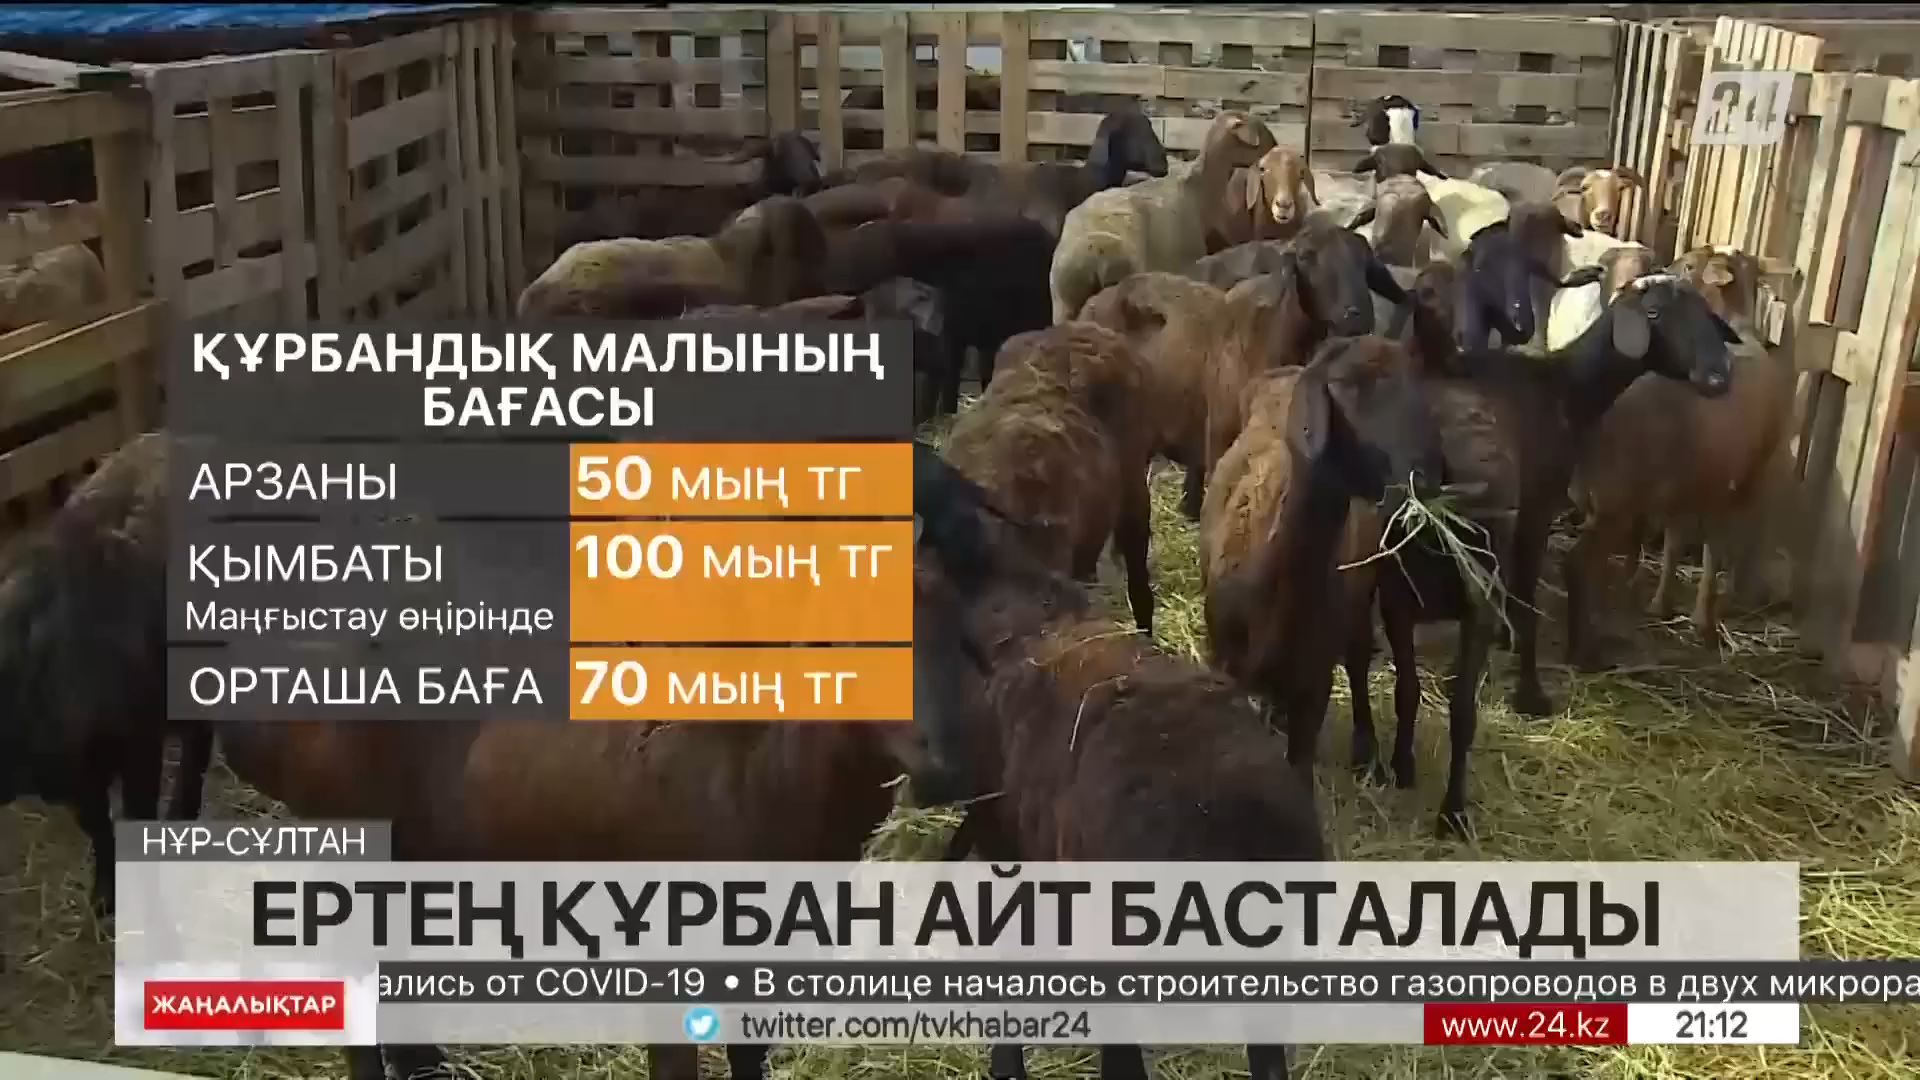 24
ҚҰРБАНДЫҚ МАЛЫНЫҢ
БАҒАСЫ
АРЗАНЫ 50 МЫҢ ТГ
ҚЫМБАТЫ 100 МЫҢ ТГ
Маңғыстау өңірінде
ОРТАША БАҒА 70 МЫҢ ТГ
НҰР-СҰЛТАН
ЕРТЕҢ ҚҰРБАН АЙТ БАСТАЛАДЫ
ались от COVID-19 • В столице началось строительство газопроводов в двух микрора
ЖАҢАЛЫҚТАР
twitter.com/tvkhabar24
www.24.kz 21:12